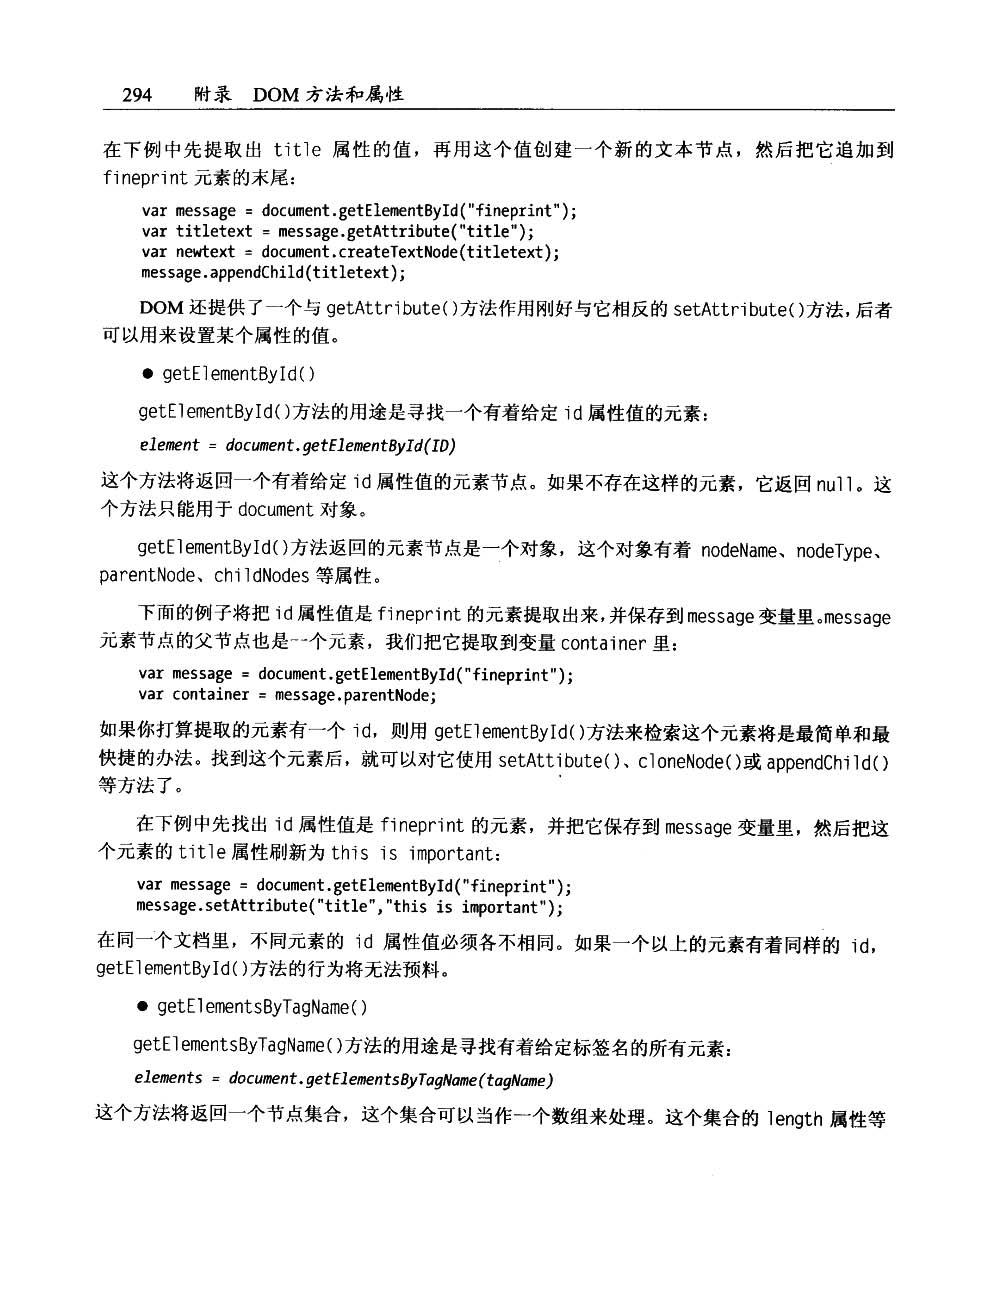 294 附录 DOM 方法和属性
在下例中先提取出 title 属性的值，再用这个值创建一个新的文本节点，然后把它追加到
fineprint 元素的末尾：
var message = document.getElementById("fineprint");
var titletext = message.getAttribute("title");
var newtext = document.createTextNode(titletext);
message.appendChild(titletext);
DOM 还提供了一个与 getAttribute()方法作用刚好与它相反的 setAttribute()方法，后者
可以用来设置某个属性的值。
● getElementById()
getElementById()方法的用途是寻找一个有着给定 id 属性值的元素：
element = document.getElementById(ID)
这个方法将返回一个有着给定 id 属性值的元素节点。如果不存在这样的元素，它返回 null。这
个方法只能用于 document 对象。
getElementById()方法返回的元素节点是一个对象，这个对象有着 nodeName、nodeType、
parentNode、childNodes 等属性。
下面的例子将把 id 属性值是 fineprint 的元素提取出来，并保存到 message 变量里。message
元素节点的父节点也是一个元素，我们把它提取到变量 container 里：
var message = document.getElementById("fineprint");
var container = message.parentNode;
如果你打算提取的元素有一个 id，则用 getElementById()方法来检索这个元素将是最简单和最
快捷的办法。找到这个元素后，就可以对它使用 setAttibute()、cloneNode()或 appendChild()
等方法了。
在下例中先找出 id 属性值是 fineprint 的元素，并把它保存到 message 变量里，然后把这
个元素的 title 属性刷新为 this is important：
var message = document.getElementById("fineprint");
message.setAttribute("title","this is important");
在同一个文档里，不同元素的 id 属性值必须各不相同。如果一个以上的元素有着同样的 id，
getElementById()方法的行为将无法预料。
● getElementsByTagName()
getElementsByTagName()方法的用途是寻找有着给定标签名的所有元素：
elements = document.getElementsByTagName(tagName)
这个方法将返回一个节点集合，这个集合可以当作一个数组来处理。这个集合的 length 属性等